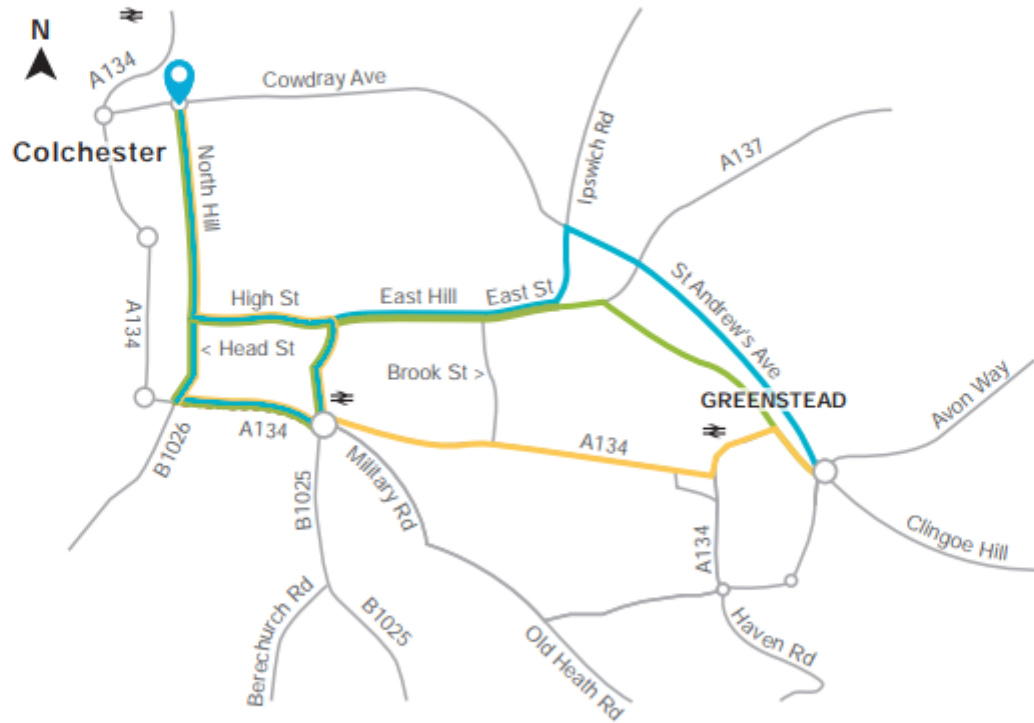 N
A134
Cowdray Ave
Colchester
North Hill
Ipswich Rd
A137
High St
East Hill
East St
St Andrew's Ave
A134
< Head St
Brook St >
GREENSTEAD
Avon Way
A134
B1026
A134
Military Rd
B1025
A134
Clingoe Hill
Berechurch Rd
B1025
Old Heath Rd
Haven Rd